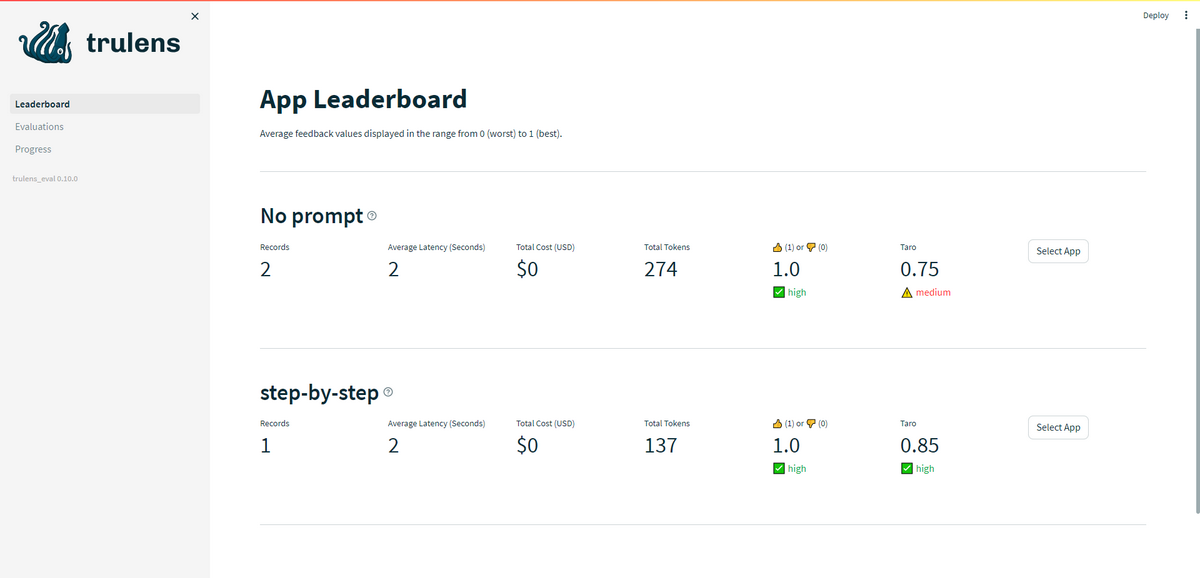 trulens
Leaderboard
Evaluations
Progress
trulens_eval 0.10.0
Deploy
App Leaderboard
Average feedback values displayed in the range from 0 (worst) to 1 (best).
No prompt
Records Average Latency (Seconds) Total Cost (USD) Total Tokens 👍 (1) or 👎 (0) Taro
2 2 $0 274 1.0 0.75 Select App
✅ high ⚠ medium
step-by-step
Records Average Latency (Seconds) Total Cost (USD) Total Tokens 👍 (1) or 👎 (0) Taro
1 2 $0 137 1.0 0.85 Select App
✅ high ✅ high